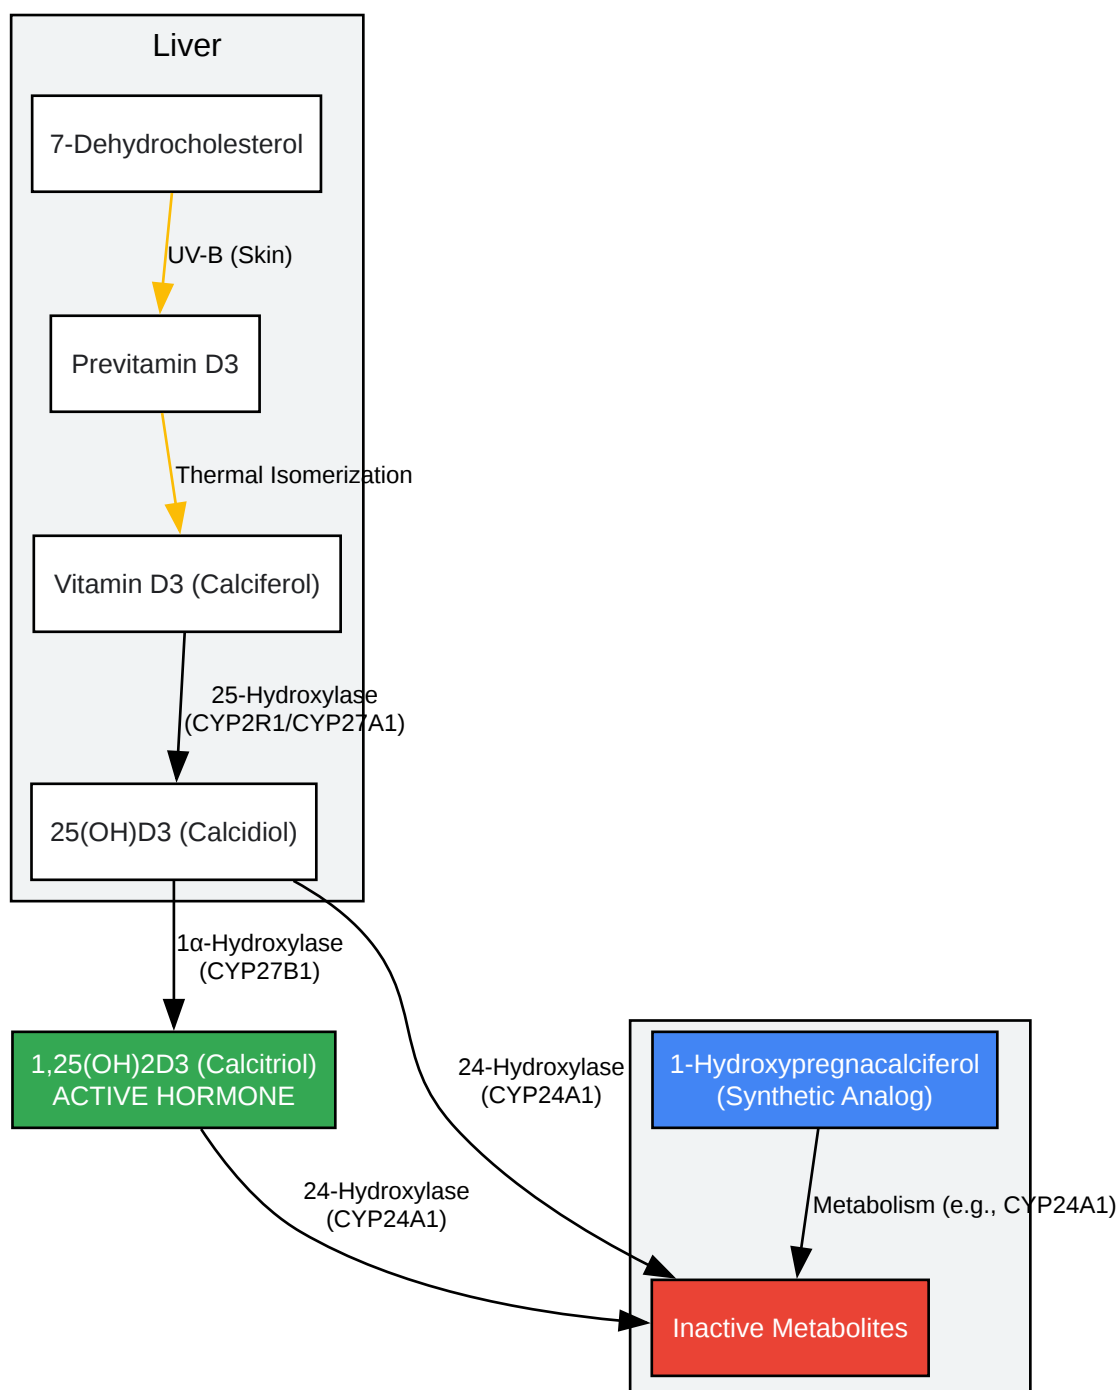 Liver
7-Dehydrocholesterol
UV-B (Skin)
Previtamin D3
Thermal Isomerization
Vitamin D3 (Calciferol)
25-Hydroxylase
(CYP2R1/CYP27A1)
25(OH)D3 (Calcidiol)
1α-Hydroxylase
(CYP27B1)
1,25(OH)2D3 (Calcitriol)
ACTIVE HORMONE
24-Hydroxylase
(CYP24A1)
1-Hydroxypregnacalciferol
(Synthetic Analog)
24-Hydroxylase
(CYP24A1)
Metabolism (e.g., CYP24A1)
Inactive Metabolites